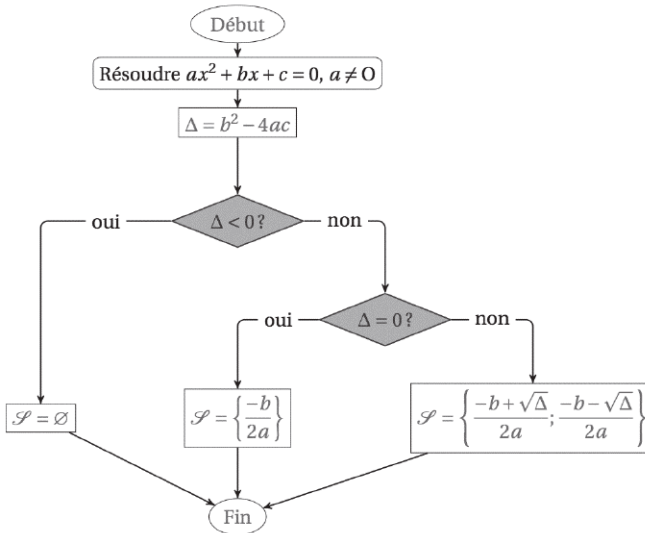 Début
Résoudre ax² + bx + c = 0, a ≠ O
Δ = b² − 4ac
oui
Δ < 0 ?
non
oui
Δ = 0 ?
non
𝒮 = ∅
𝒮 = {−b/2a}
𝒮 = {−b + √Δ/2a ; −b − √Δ/2a}
Fin